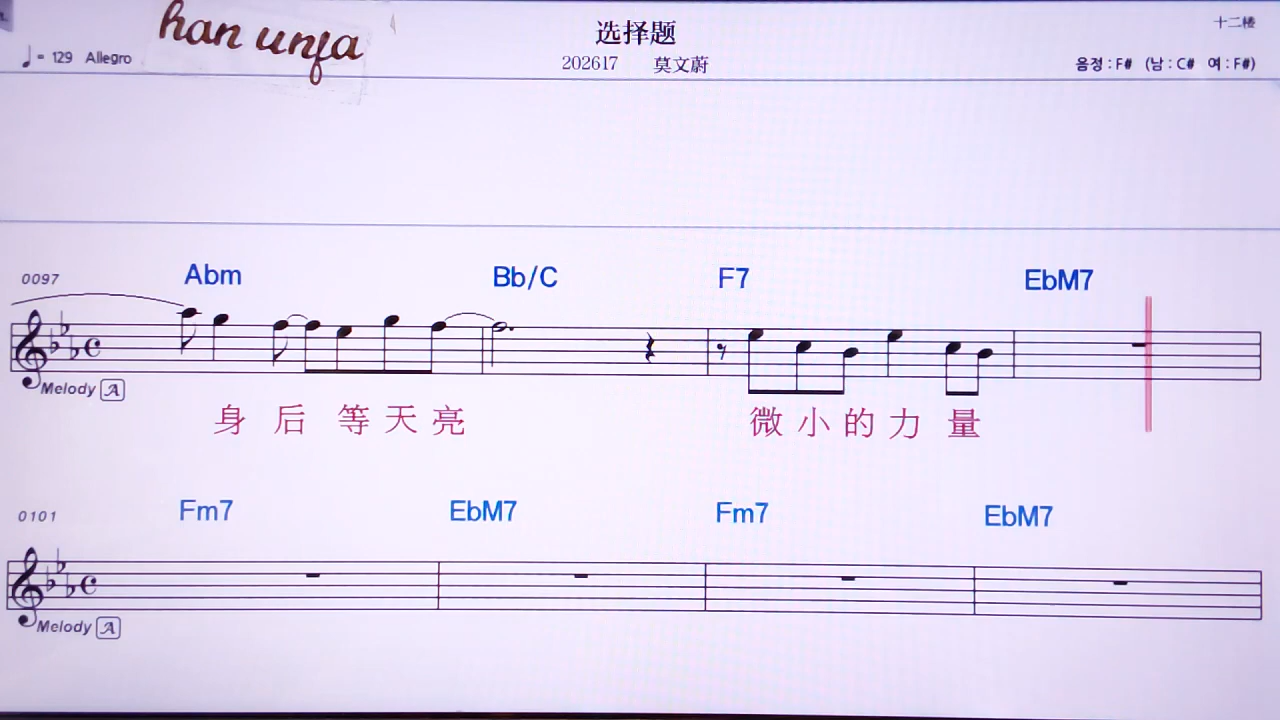 han unja
选择题
十二楼
♩= 129 Allegro
202617 莫文蔚
음정 : F# (남 : C# 여 : F#)
0097 Abm Bb/C F7 EbM7
Melody A
身后等天亮 微小的力量
0101 Fm7 EbM7 Fm7 EbM7
Melody A